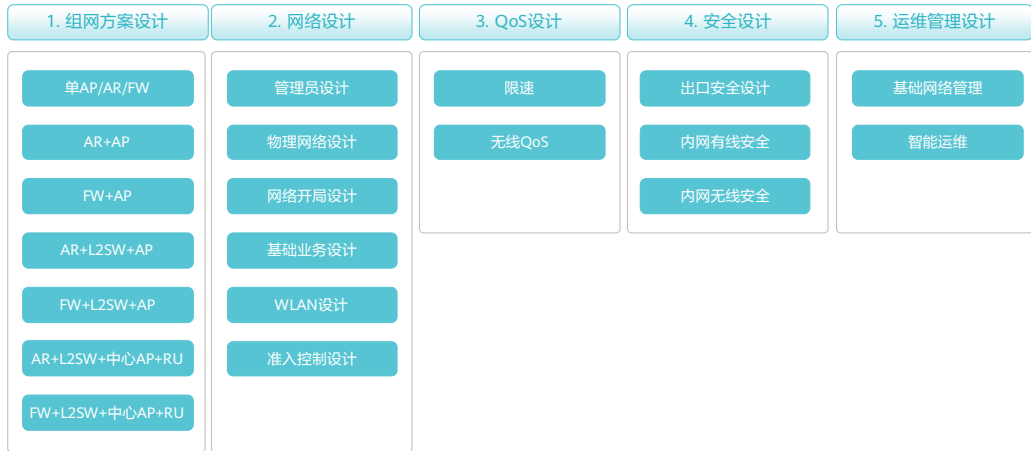 1. 组网方案设计
单AP/AR/FW
AR+AP
FW+AP
AR+L2SW+AP
FW+L2SW+AP
AR+L2SW+中心AP+RU
FW+L2SW+中心AP+RU
2. 网络设计
管理员设计
物理网络设计
网络开局设计
基础业务设计
WLAN设计
准入控制设计
3. QoS设计
限速
无线QoS
4. 安全设计
出口安全设计
内网有线安全
内网无线安全
5. 运维管理设计
基础网络管理
智能运维